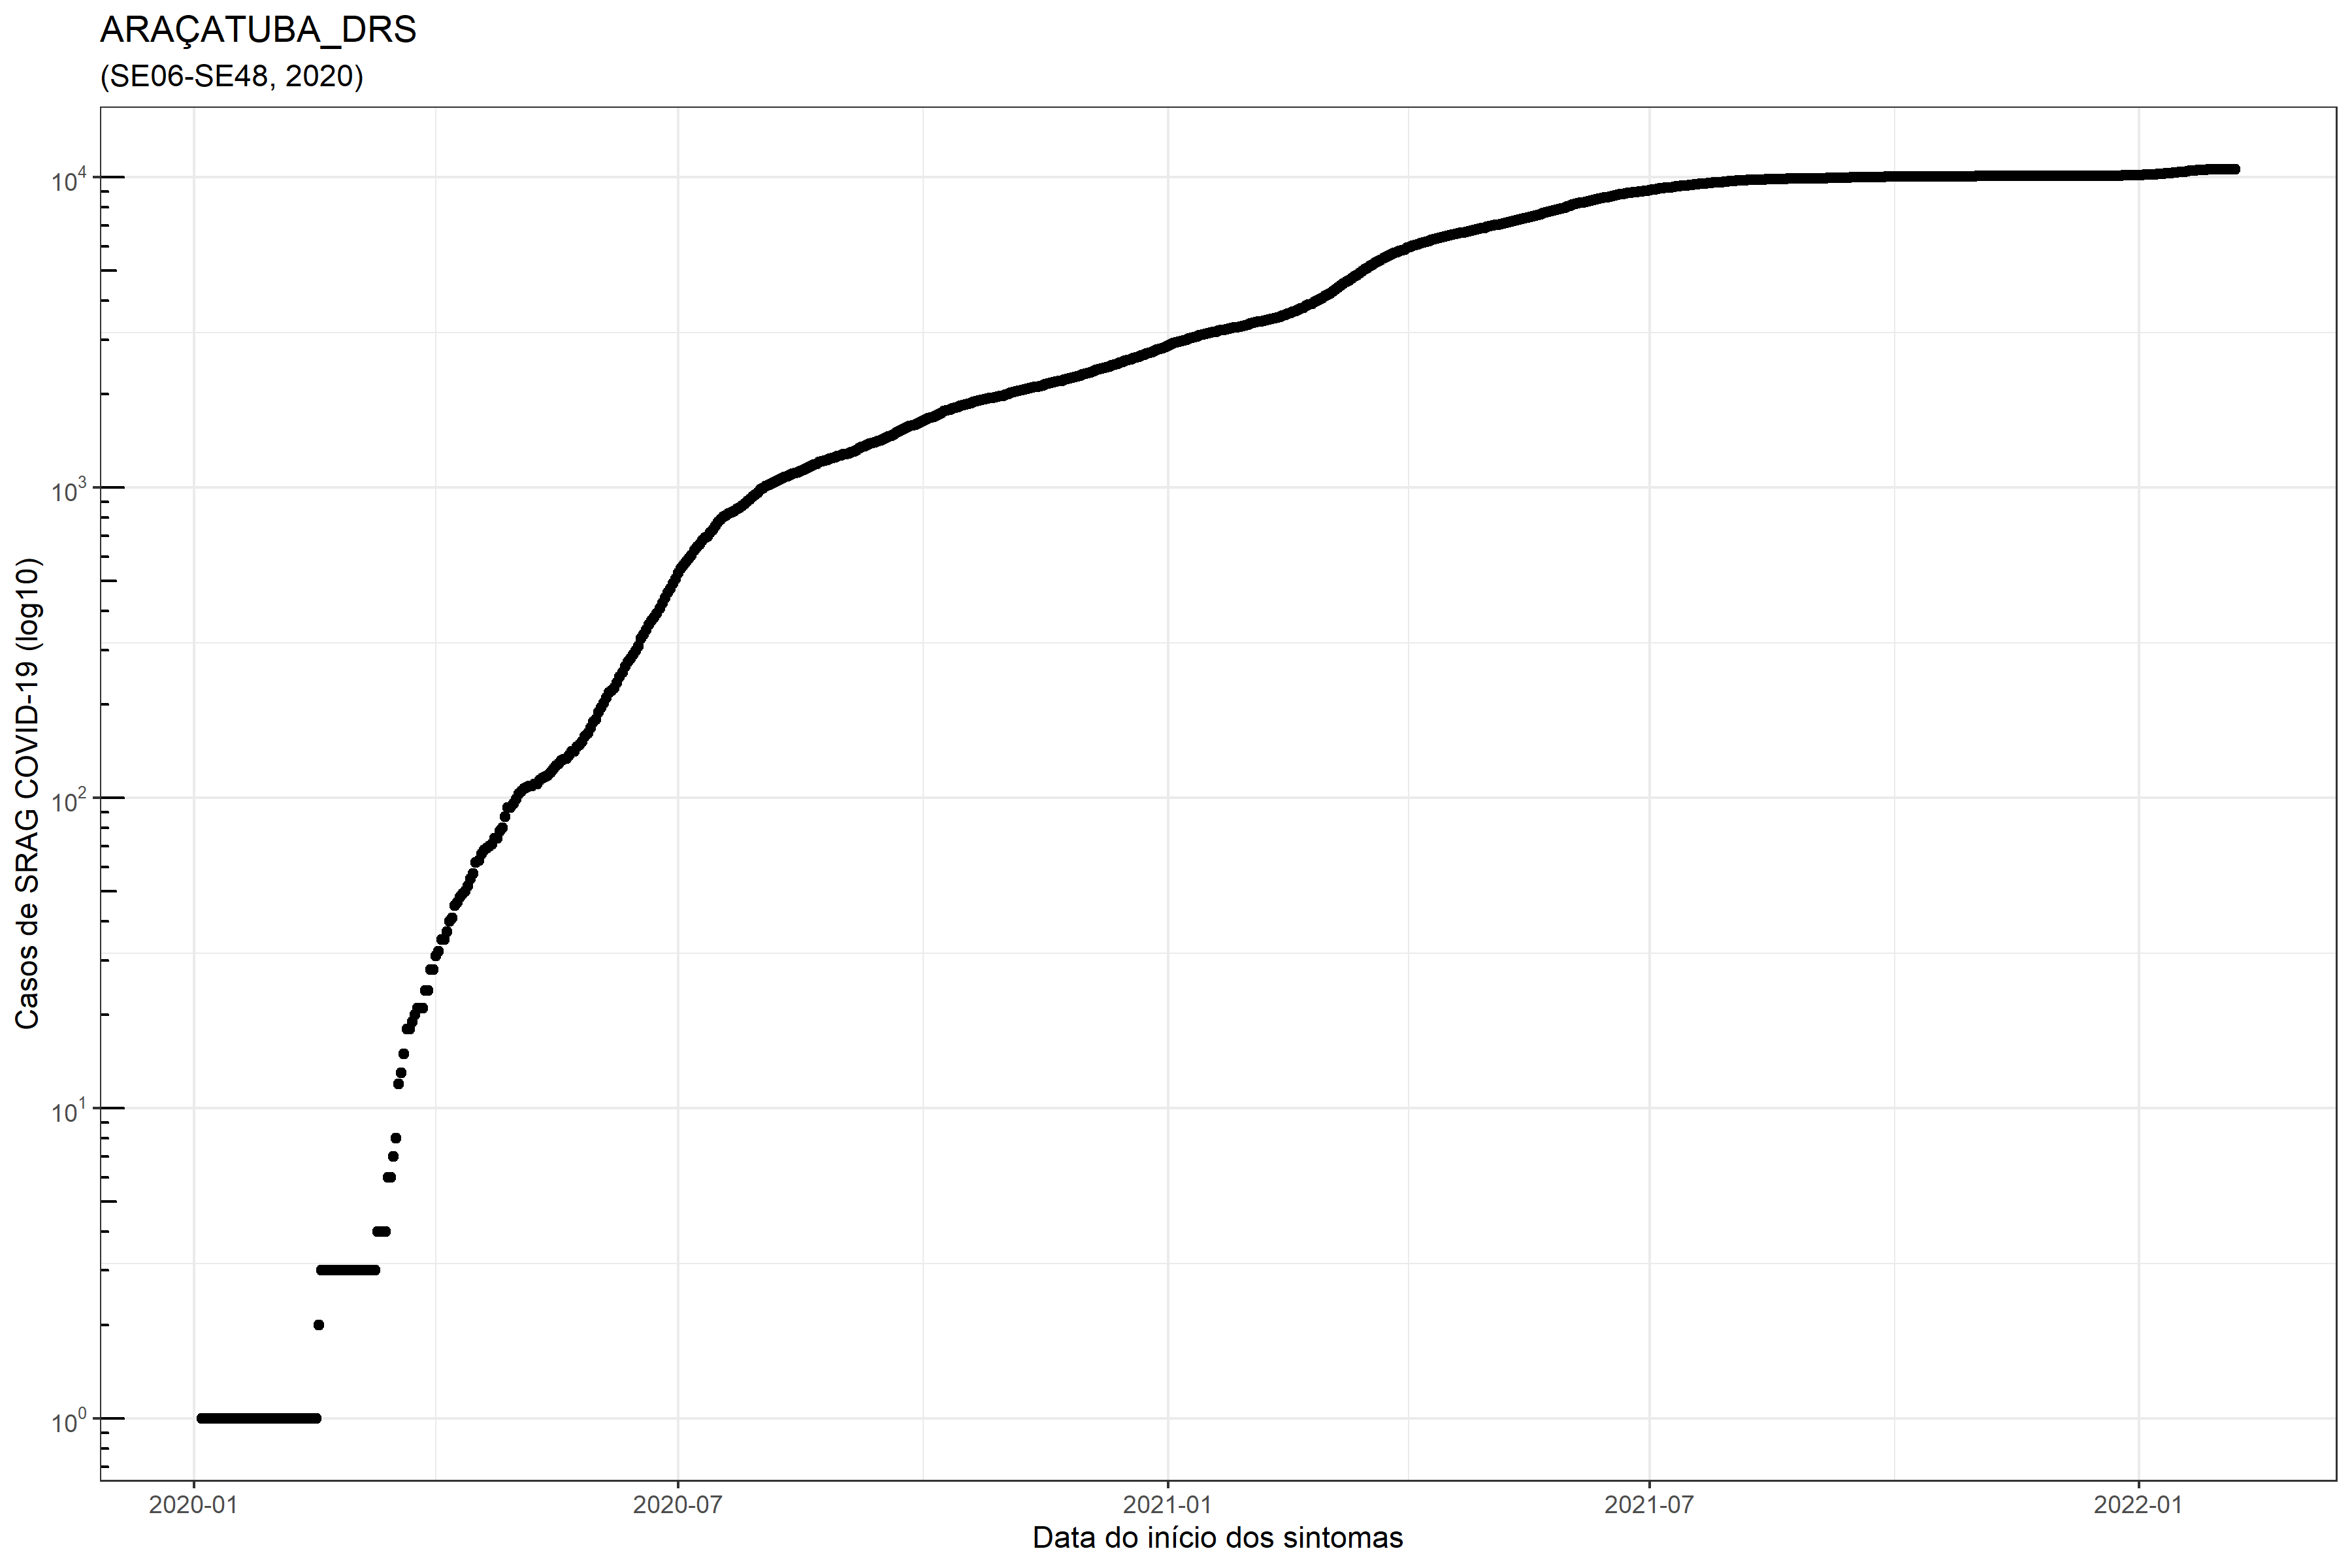 ARAÇATUBA_DRS
(SE06-SE48, 2020)
Casos de SRAG COVID-19 (log10)
10⁴
10³
10²
10¹
10⁰
2020-01 2020-07 2021-01 2021-07 2022-01
Data do início dos sintomas